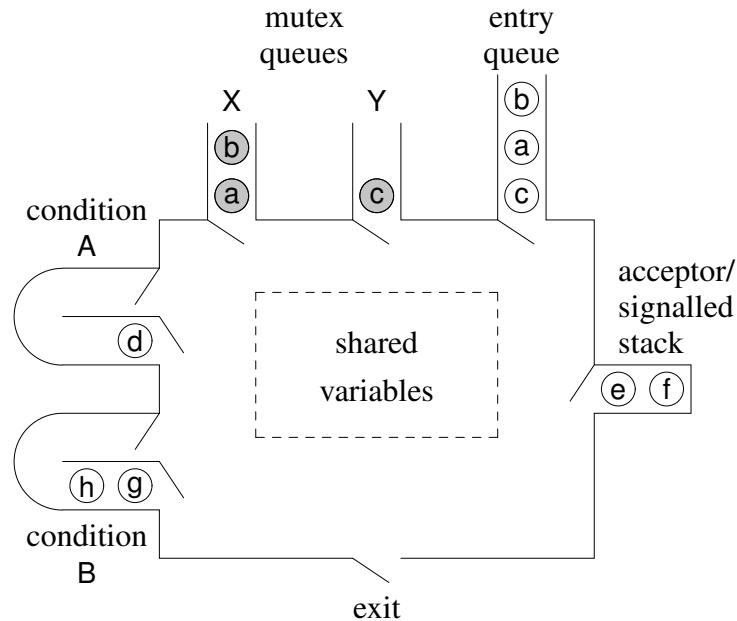 mutex
queues
entry
queue
X
Y
b
b
a
a
c
c
condition
A
d
shared
variables
acceptor/
signalled
stack
e f
h g
condition
B
exit